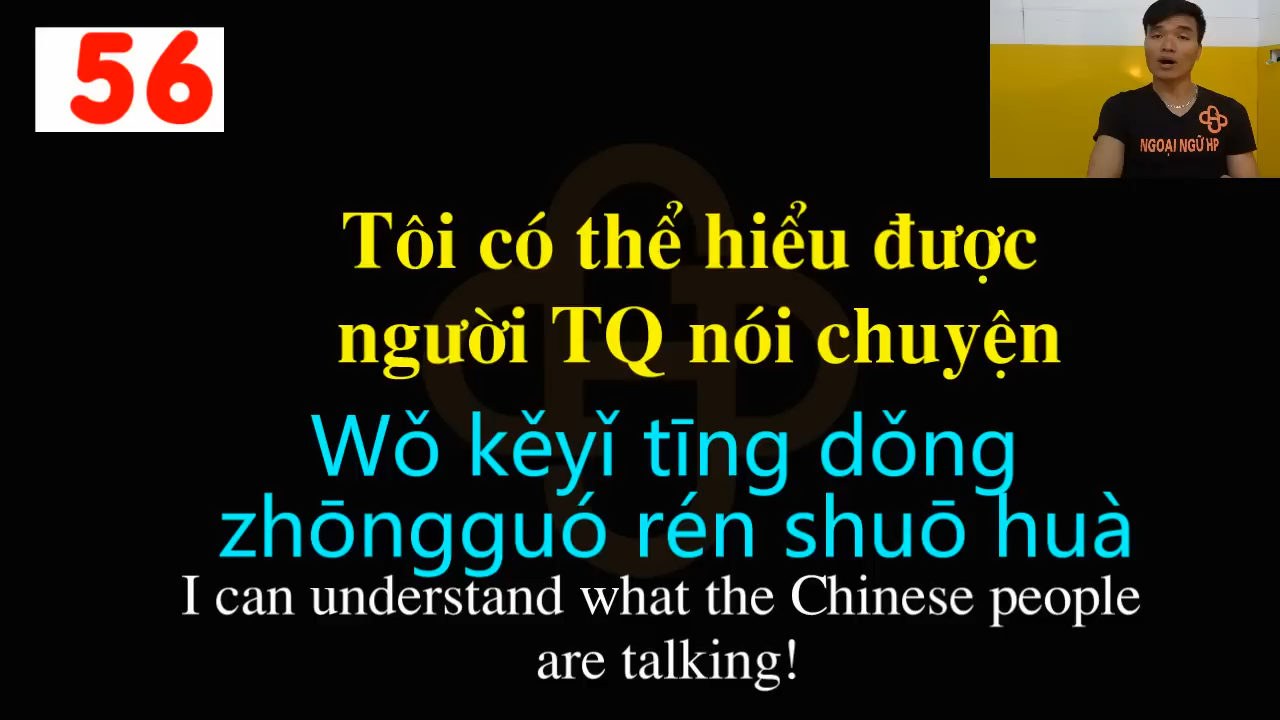 56
NGOẠI NGỮ HP
Tôi có thể hiểu được
người TQ nói chuyện
Wǒ kěyǐ tīng dǒng
zhōngguó rén shuō huà
I can understand what the Chinese people
are talking!